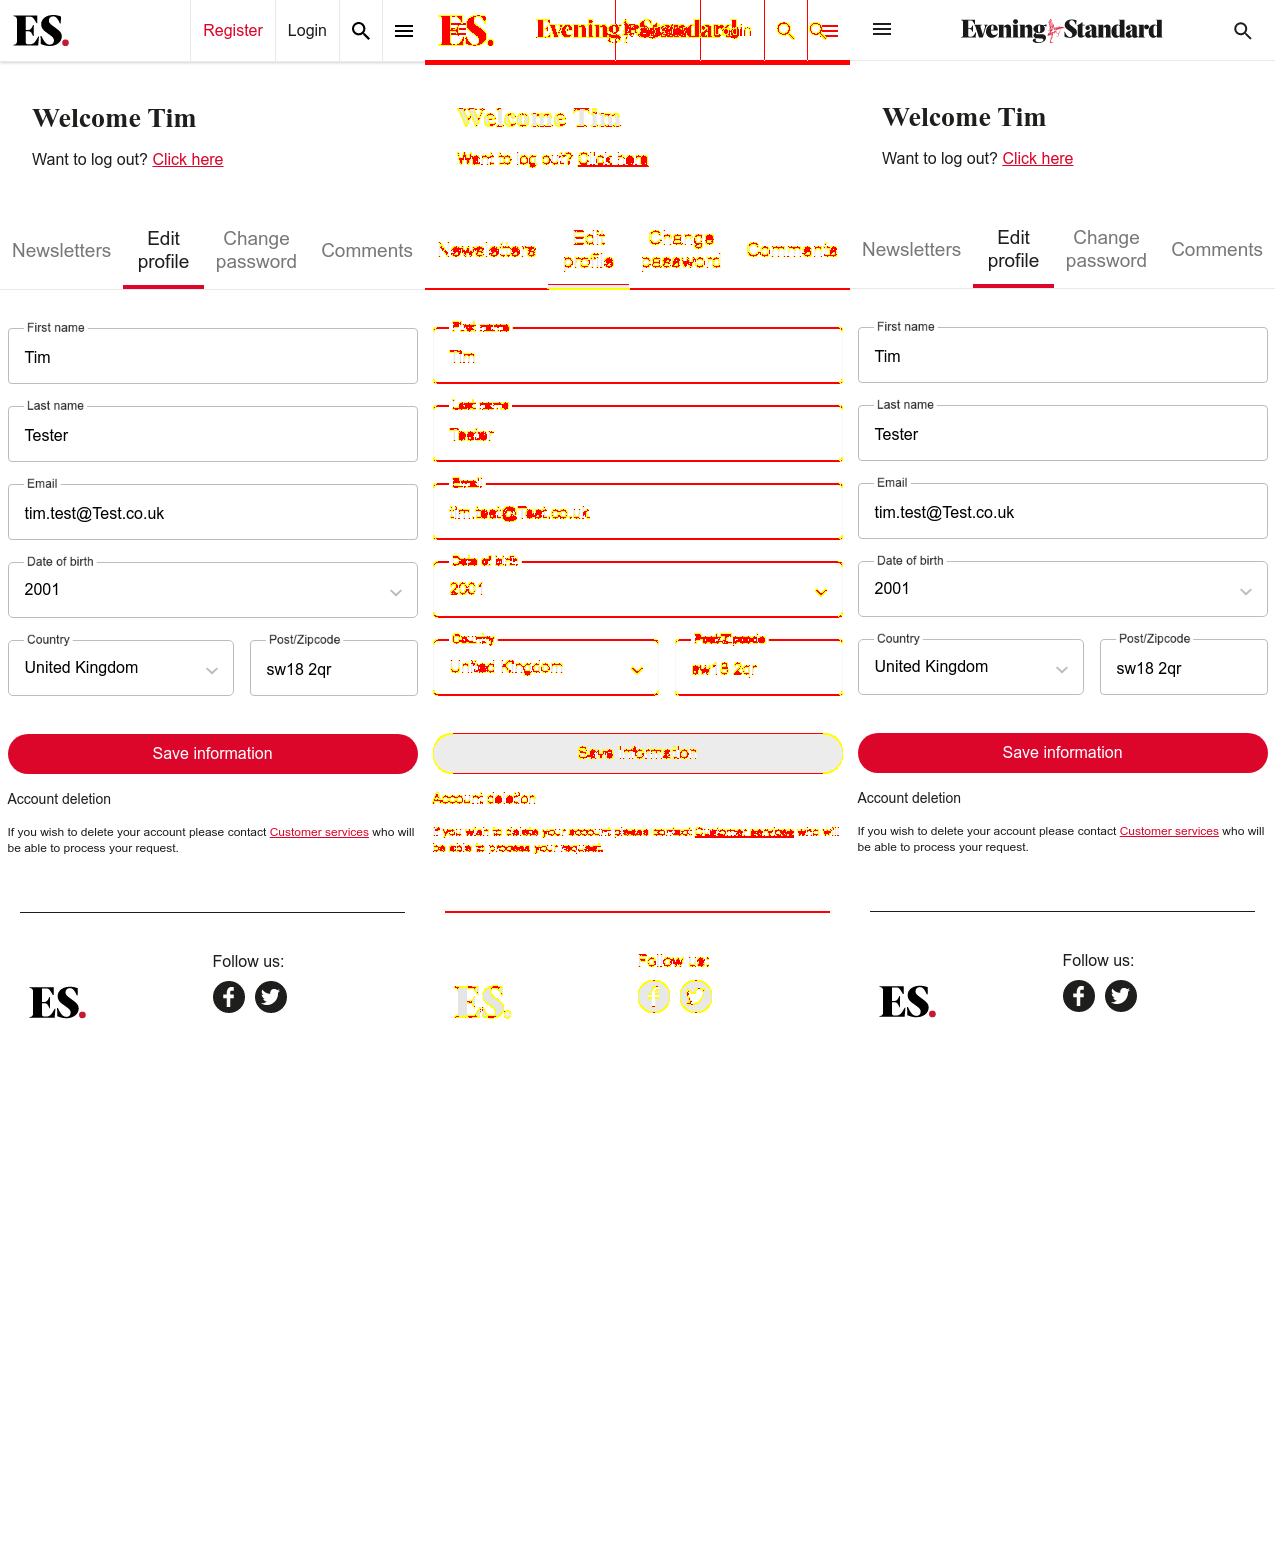 ES.
Register
Login
Welcome Tim
Want to log out? Click here
Newsletters
Edit profile
Change password
Comments
First name
Tim
Last name
Tester
Email
tim.test@Test.co.uk
Date of birth
2001
Country
United Kingdom
Post/Zipcode
sw18 2qr
Save information
Account deletion
If you wish to delete your account please contact Customer services who will
be able to process your request.
Follow us:
ES.
ES.
Evening Standard
Register
Login
Welcome Tim
Want to log out? Click here
Newsletters
Edit profile
Change password
Comments
First name
Tim
Last name
Tester
Email
tim.test@Test.co.uk
Date of birth
2001
Country
United Kingdom
Post/Zipcode
sw18 2qr
Save information
Account deletion
If you wish to delete your account please contact Customer services who will
be able to process your request.
Follow us:
ES.
Evening Standard
Welcome Tim
Want to log out? Click here
Newsletters
Edit profile
Change password
Comments
First name
Tim
Last name
Tester
Email
tim.test@Test.co.uk
Date of birth
2001
Country
United Kingdom
Post/Zipcode
sw18 2qr
Save information
Account deletion
If you wish to delete your account please contact Customer services who will
be able to process your request.
Follow us:
ES.